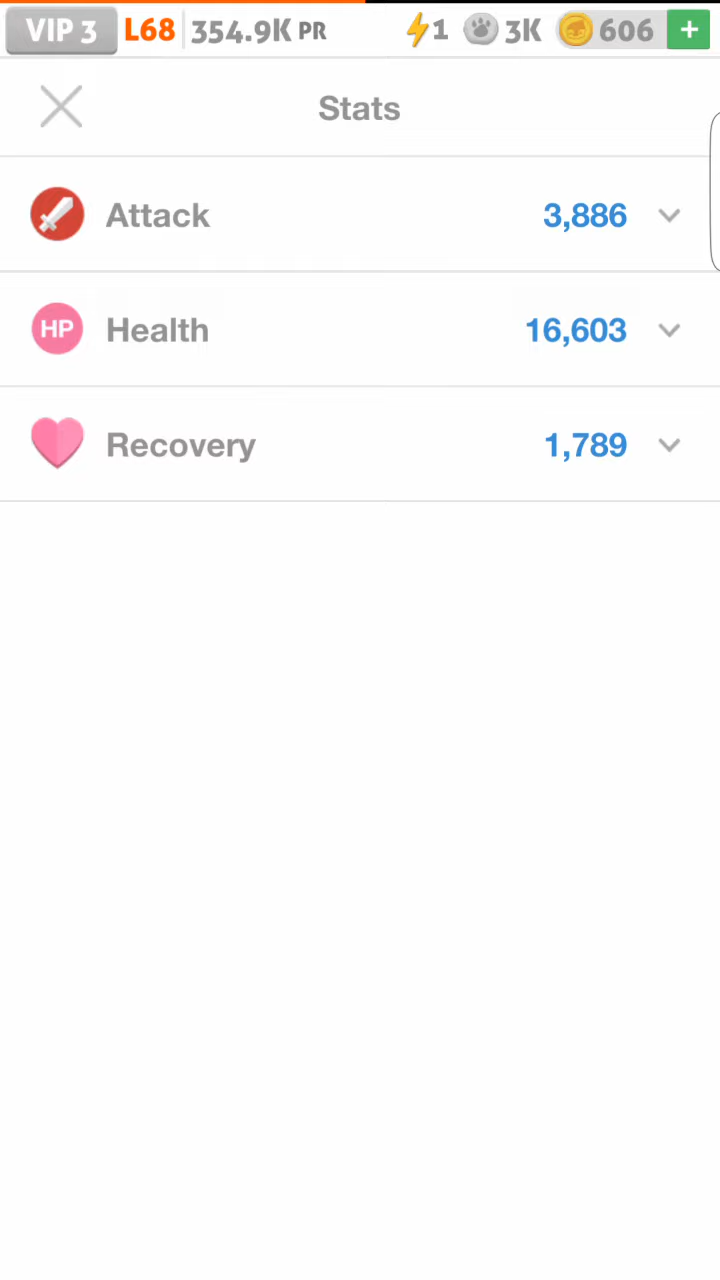 VIP 3 L68 354.9K PR 1 3K 606 +
Stats
Attack 3,886
HP Health 16,603
Recovery 1,789